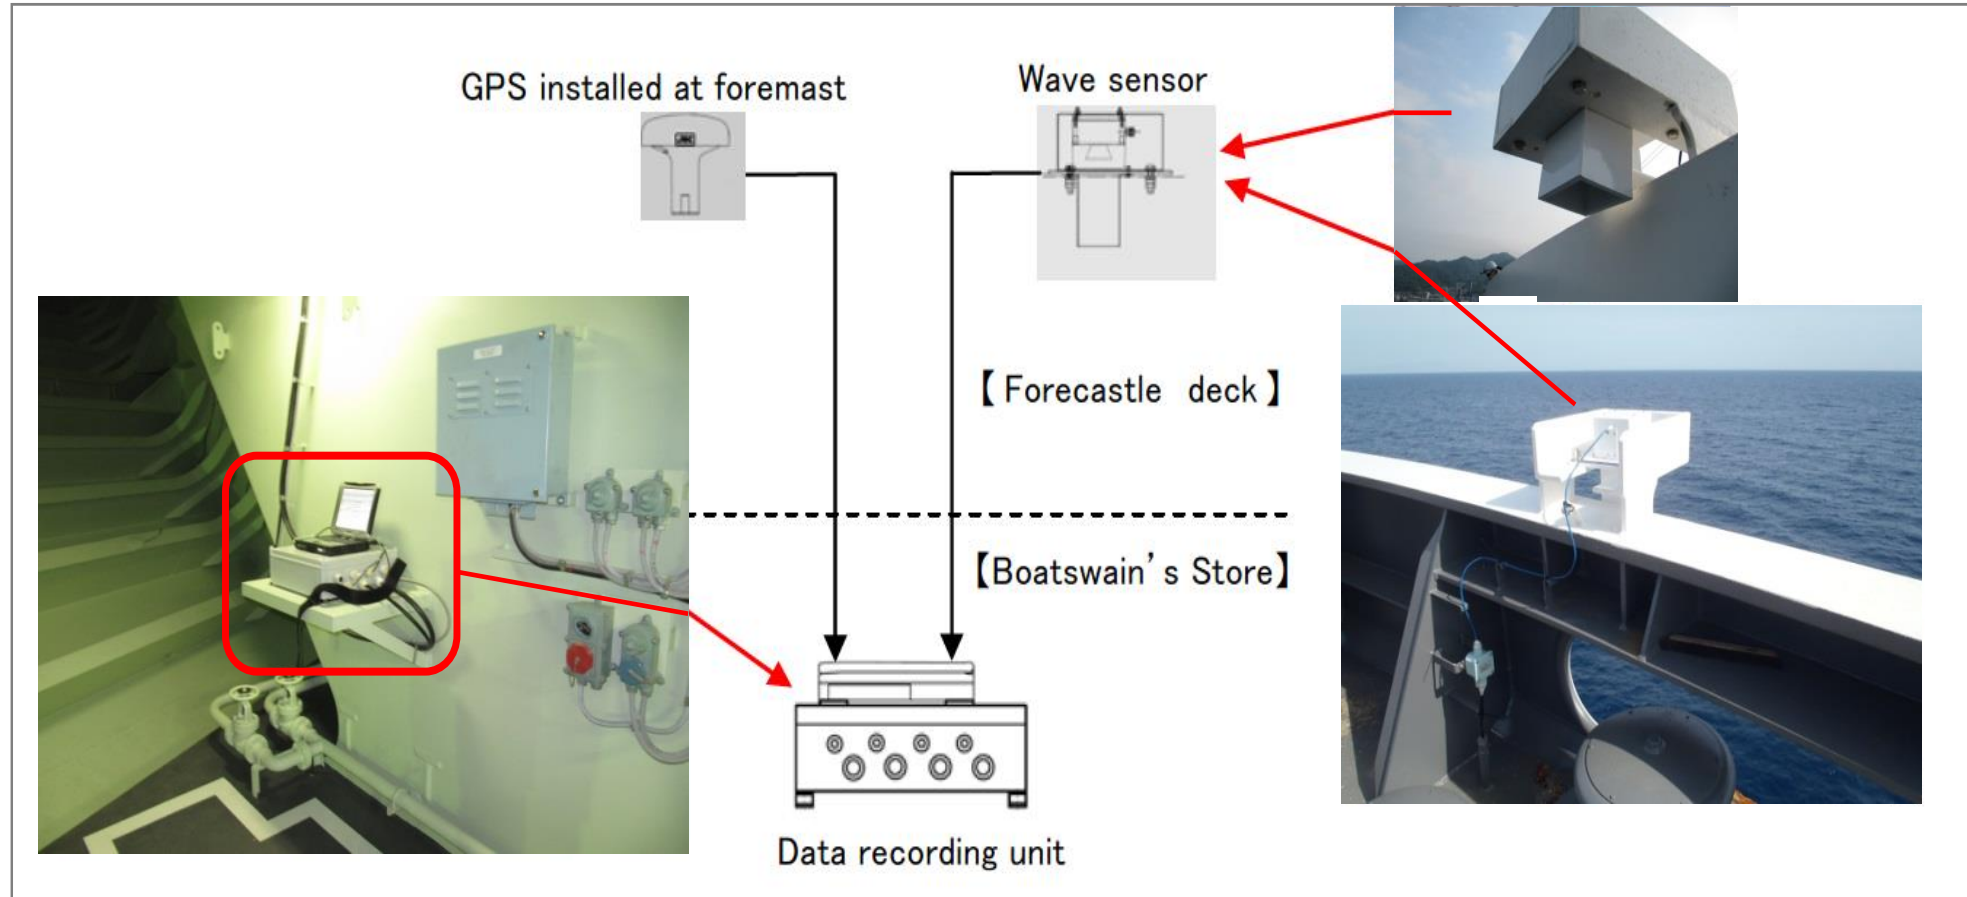 GPS installed at foremast
Wave sensor
【Forecastle deck】
【Boatswain's Store】
Data recording unit